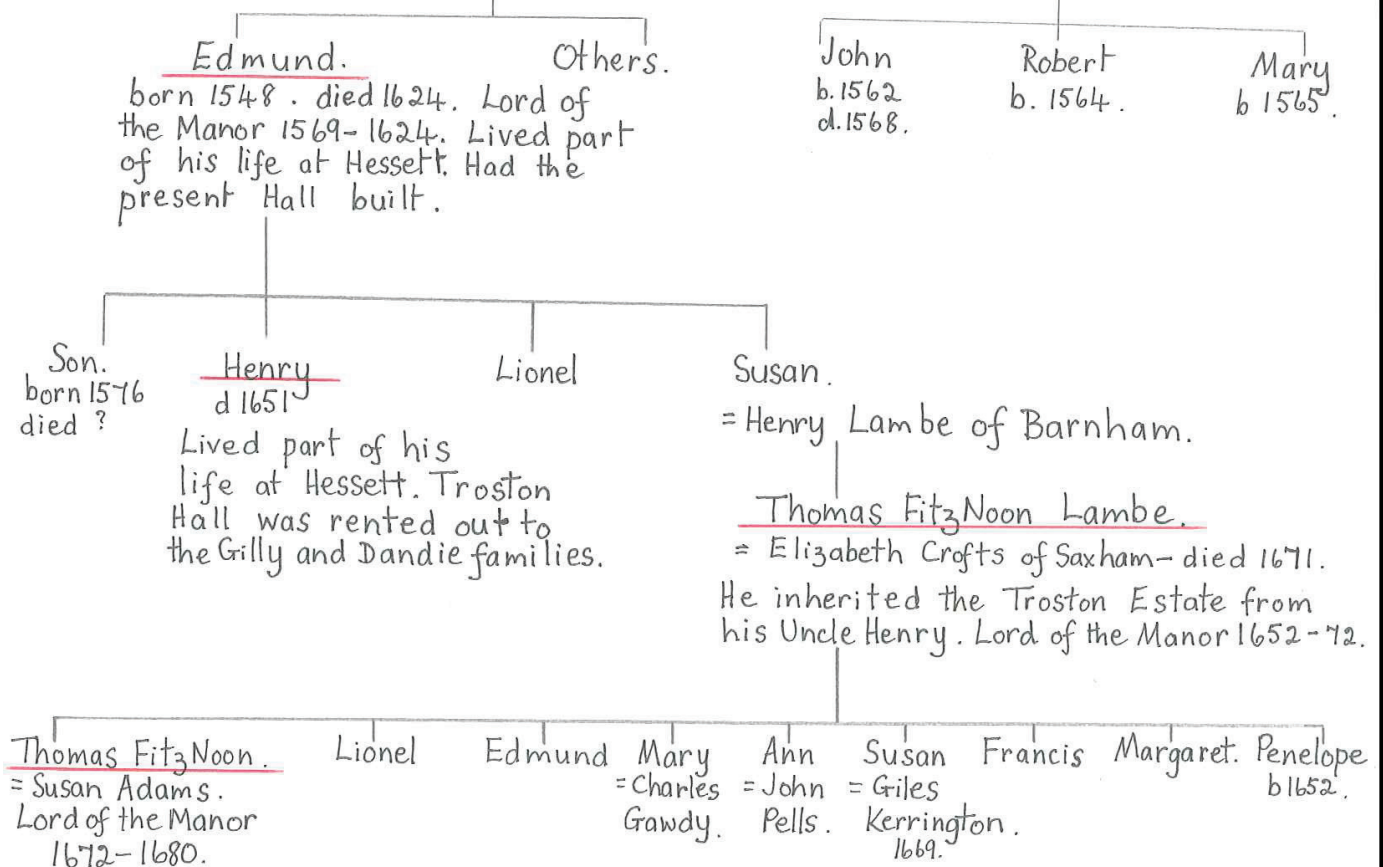 Edmund.
born 1548. died 1624. Lord of
the Manor 1569-1624. Lived part
of his life at Hessett. Had the
present Hall built.
Others.
John
b. 1562
d. 1568.
Robert
b. 1564.
Mary
b 1565.
Son.
born 1576
died ?
Henry
d 1651
Lived part of his
life at Hessett. Troston
Hall was rented out to
the Gilly and Dandie families.
Lionel
Susan.
= Henry Lambe of Barnham.
Thomas FitzNoon Lambe.
= Elizabeth Crofts of Saxham- died 1671.
He inherited the Troston Estate from
his Uncle Henry. Lord of the Manor 1652-72.
Thomas FitzNoon.
= Susan Adams.
Lord of the Manor
1672-1680.
Lionel
Edmund
Mary
= Charles
Gawdy.
Ann
= John
Pells.
Susan
= Giles
Kerrington.
1669.
Francis
Margaret.
Penelope
b 1652.